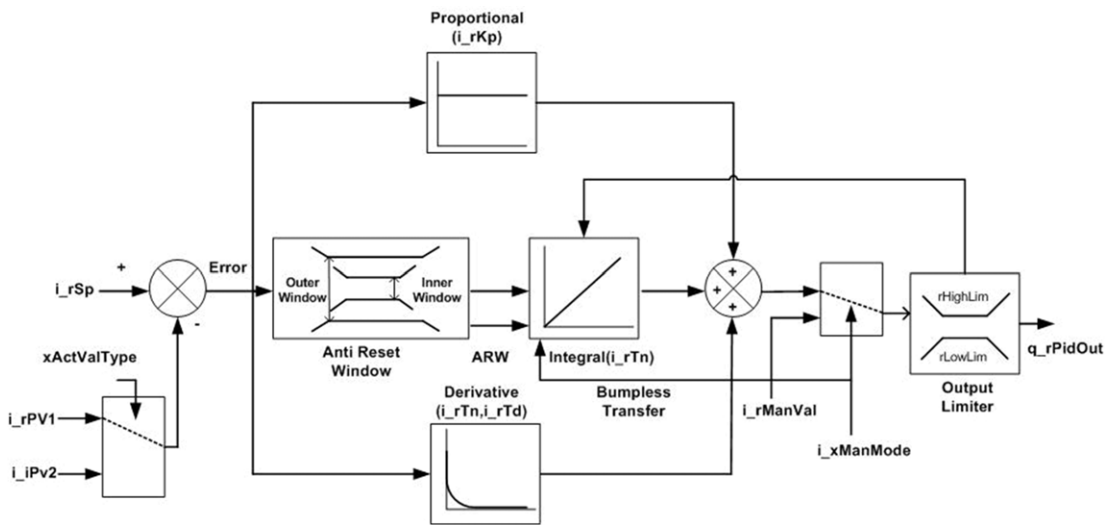 Proportional
(i_rKp)
+
i_rSp
Error
-
Outer
Window
Inner
Window
Anti Reset
Window
ARW
Integral(i_rTn)
Bumpless
Transfer
+
+
+
i_rManVal
i_xManMode
rHighLim
rLowLim
Output
Limiter
q_rPidOut
xActValType
i_rPV1
i_iPv2
Derivative
(i_rTn,i_rTd)